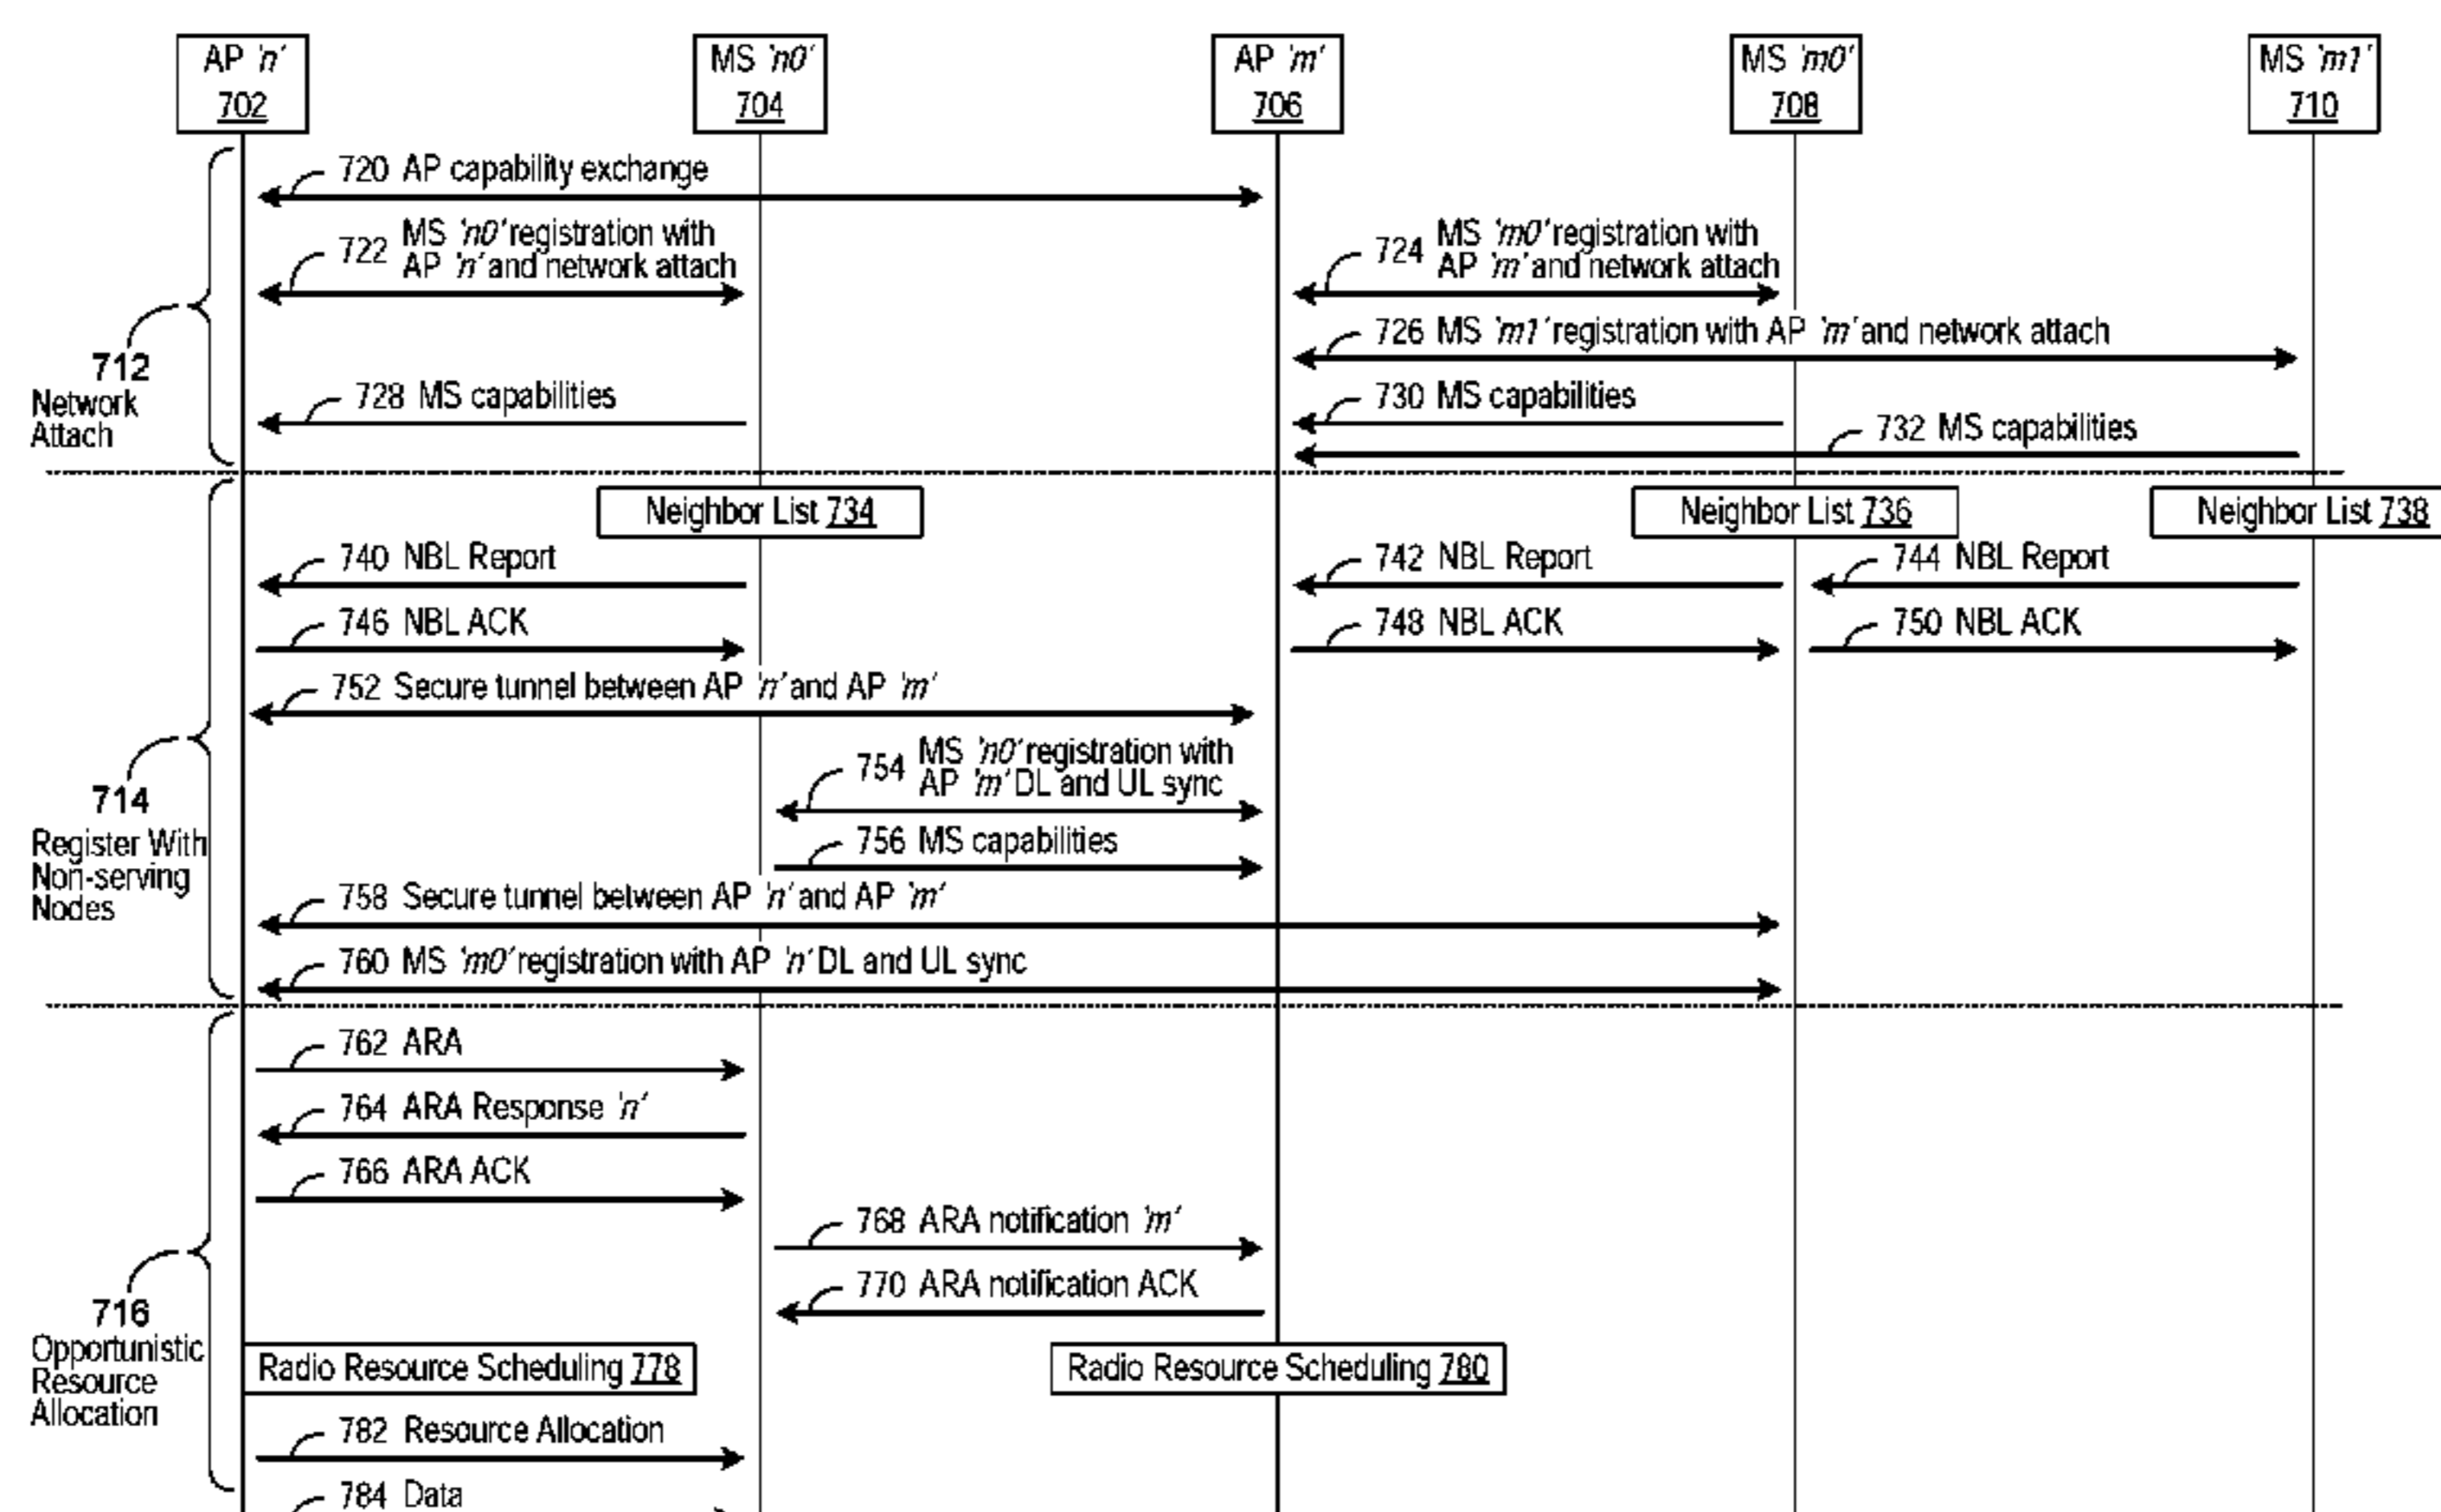 AP 'n'
702
MS 'n0'
704
AP 'm'
706
MS 'm0'
708
MS 'm1'
710
720 AP capability exchange
722 MS 'n0' registration with
AP 'n' and network attach
724 MS 'm0' registration with
AP 'm' and network attach
726 MS 'm1' registration with AP 'm' and network attach
712
Network
Attach
728 MS capabilities
730 MS capabilities
732 MS capabilities
Neighbor List 734
Neighbor List 736
Neighbor List 738
740 NBL Report
742 NBL Report
744 NBL Report
746 NBL ACK
748 NBL ACK
750 NBL ACK
752 Secure tunnel between AP 'n' and AP 'm'
754 MS 'n0' registration with
AP 'm' DL and UL sync
714
Register With
Non-serving
Nodes
756 MS capabilities
758 Secure tunnel between AP 'n' and AP 'm'
760 MS 'm0' registration with AP 'n' DL and UL sync
762 ARA
764 ARA Response 'n'
766 ARA ACK
768 ARA notification 'm'
770 ARA notification ACK
716
Opportunistic
Resource
Allocation
Radio Resource Scheduling 778
Radio Resource Scheduling 780
782 Resource Allocation
784 Data